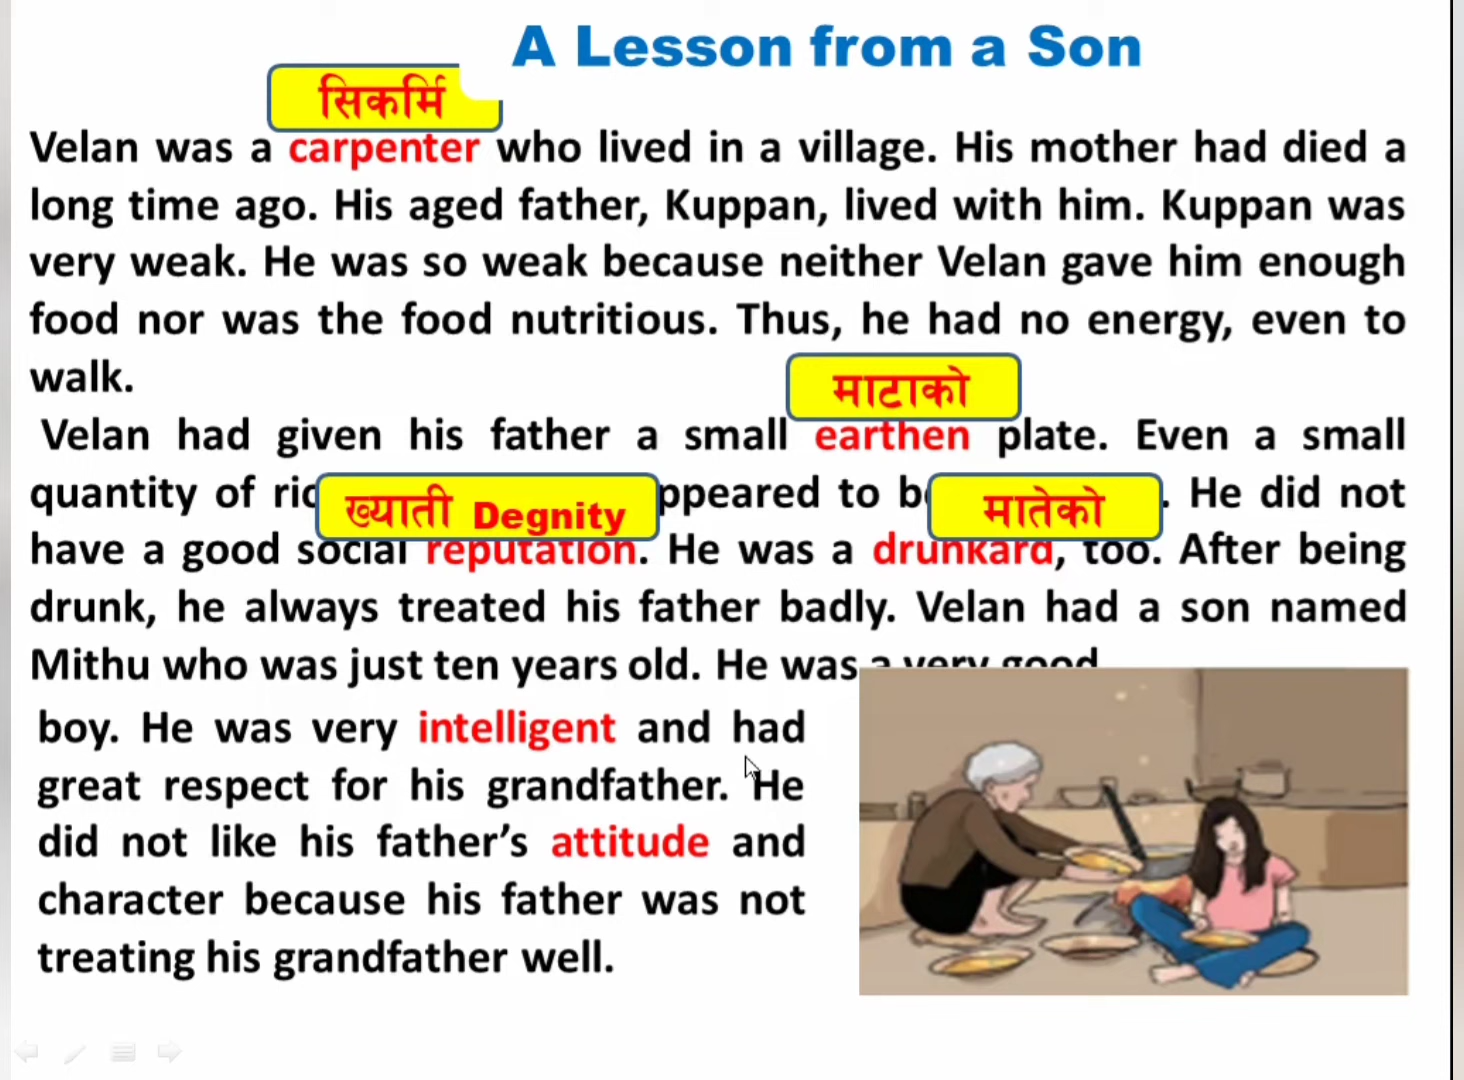 A Lesson from a Son
सिकर्मि
Velan was a carpenter who lived in a village. His mother had died a
long time ago. His aged father, Kuppan, lived with him. Kuppan was
very weak. He was so weak because neither Velan gave him enough
food nor was the food nutritious. Thus, he had no energy, even to
walk.
माटाको
Velan had given his father a small earthen plate. Even a small
quantity of ख्याती Degnity ppeared to मातेको . He did not
have a good social reputation. He was a drunkard, too. After being
drunk, he always treated his father badly. Velan had a son named
Mithu who was just ten years old. He was a very good
boy. He was very intelligent and had
great respect for his grandfather. He
did not like his father’s attitude and
character because his father was not
treating his grandfather well.